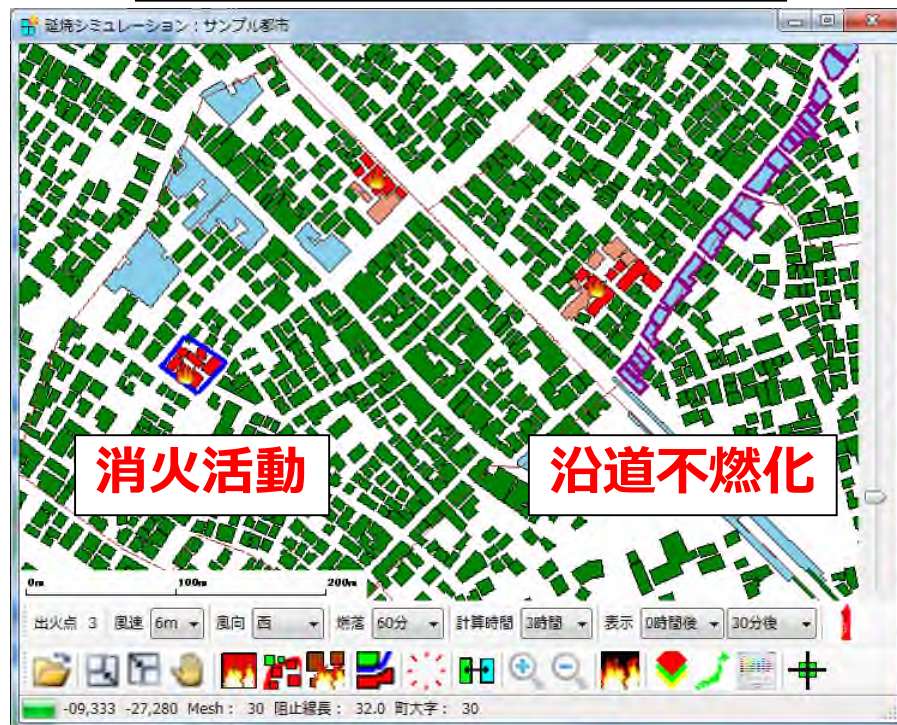 延焼シミュレーション：サンプル都市
消火活動
沿道不燃化
0m 100m 200m
出火点 3 風速 6m 風向 西 燃落 60分 計算時間 3時間 表示 0時間後 30分後
-09,333 -27,280 Mesh： 30 阻止線長： 32.0 町大字： 30